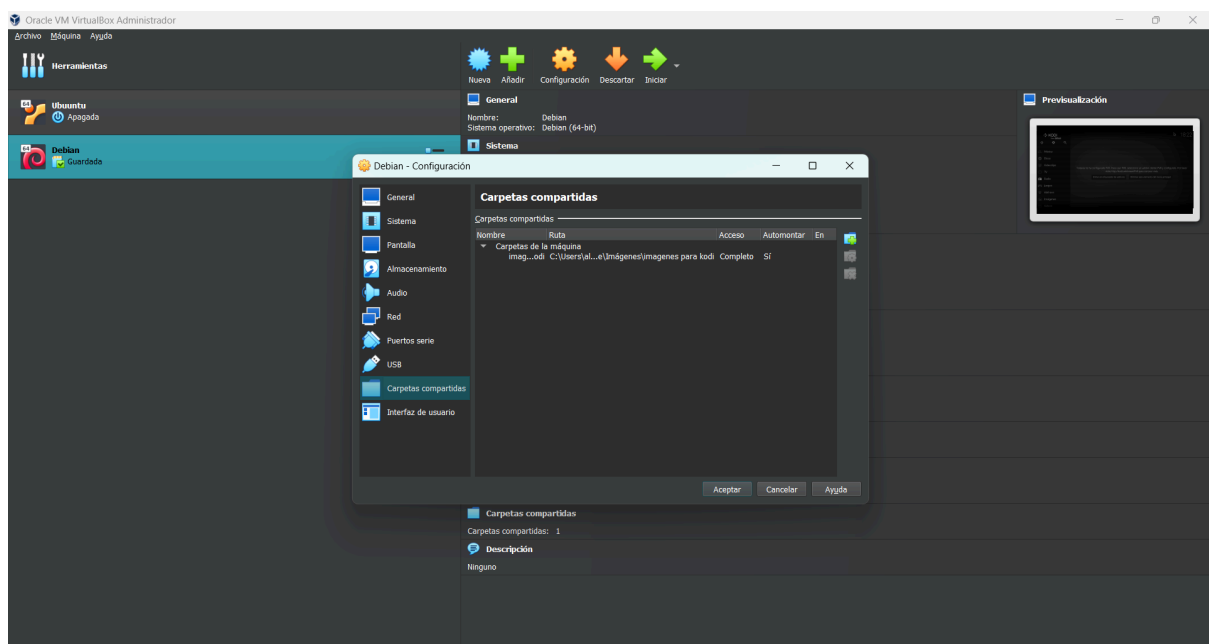 Oracle VM VirtualBox Administrador
Archivo Máquina Ayuda
Herramientas
Nueva Añadir Configuración Descartar Iniciar
64
Ubuuntu
Apagada
64
Debian
Guardada
General
Nombre: Debian
Sistema operativo: Debian (64-bit)
Sistema
Previsualización
Debian - Configuración
General
Sistema
Pantalla
Almacenamiento
Audio
Red
Puertos serie
USB
Carpetas compartidas
Interfaz de usuario
Carpetas compartidas
Carpetas compartidas
Nombre Ruta Acceso Automontar En
Carpetas de la máquina
imag...odi C:\Users\al...e\Imágenes\imagenes para kodi Completo Sí
Aceptar Cancelar Ayuda
Carpetas compartidas
Carpetas compartidas: 1
Descripción
Ninguno